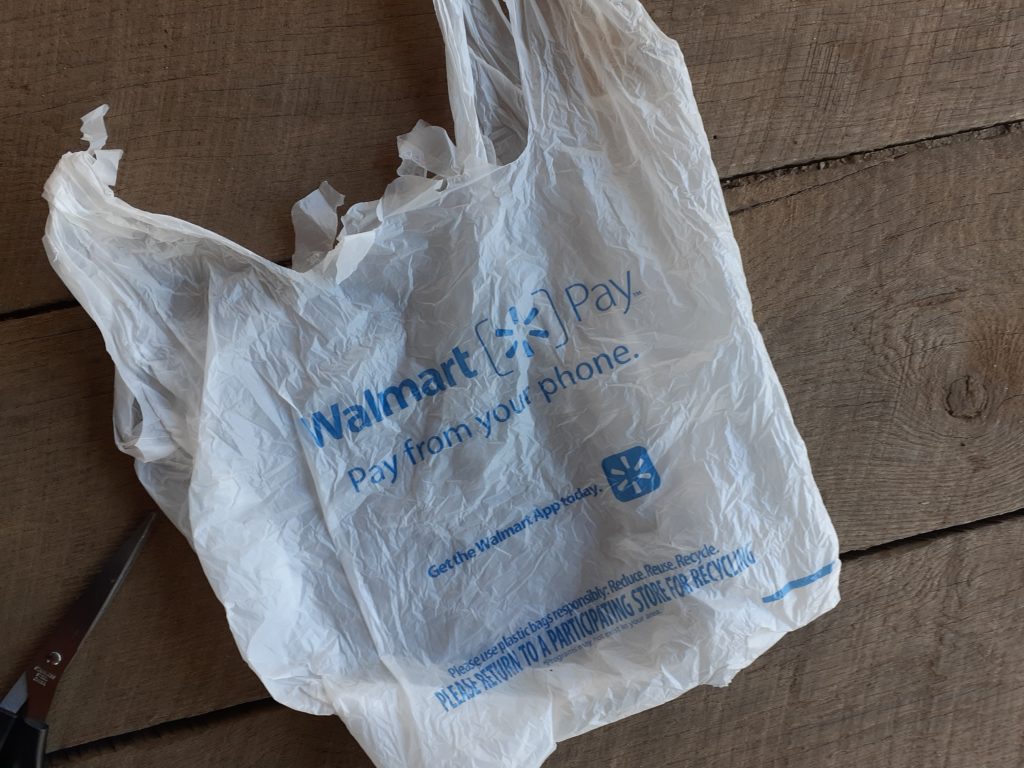 Walmart Pay™
Pay from your phone.
Get the Walmart App today.
Please use plastic bags responsibly: Reduce. Reuse. Recycle.
PLEASE RETURN TO A PARTICIPATING STORE FOR RECYCLING